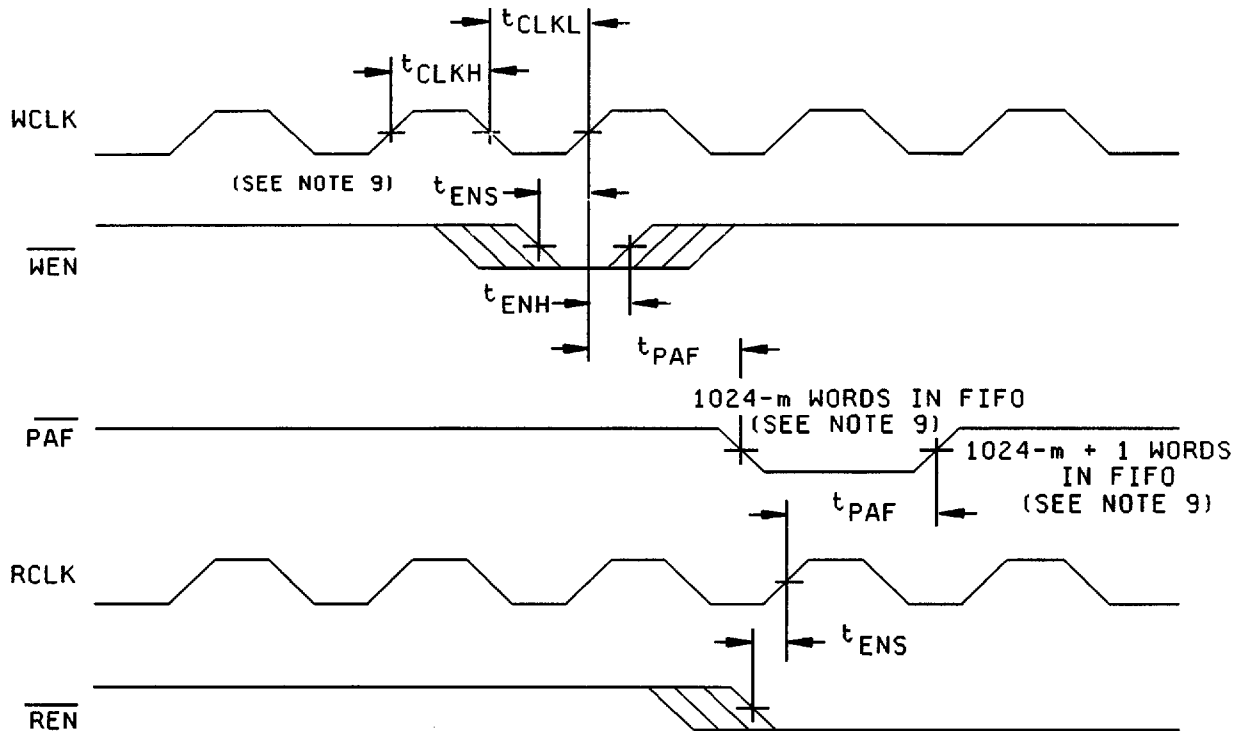 tCLKL
tCLKH
WCLK
(SEE NOTE 9)
tENS
WEN
tENH
tPAF
1024-m WORDS IN FIFO
(SEE NOTE 9)
PAF
1024-m + 1 WORDS
IN FIFO
(SEE NOTE 9)
tPAF
RCLK
tENS
REN